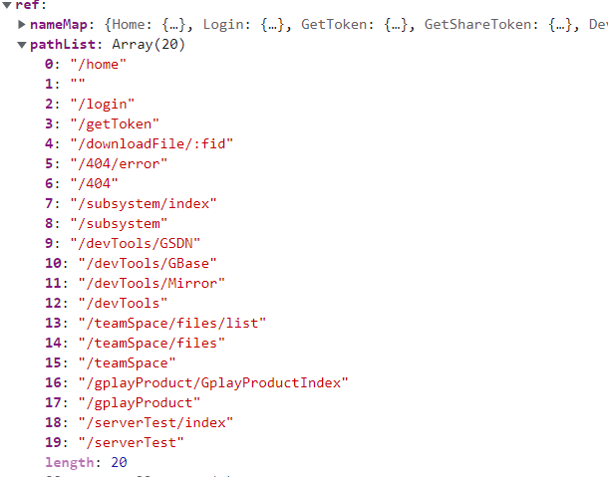 ▼ ref:
▶ nameMap: {Home: {…}, Login: {…}, GetToken: {…}, GetShareToken: {…}, De
▼ pathList: Array(20)
0: "/home"
1: ""
2: "/login"
3: "/getToken"
4: "/downloadFile/:fid"
5: "/404/error"
6: "/404"
7: "/subsystem/index"
8: "/subsystem"
9: "/devTools/GSDN"
10: "/devTools/GBase"
11: "/devTools/Mirror"
12: "/devTools"
13: "/teamSpace/files/list"
14: "/teamSpace/files"
15: "/teamSpace"
16: "/gplayProduct/GplayProductIndex"
17: "/gplayProduct"
18: "/serverTest/index"
19: "/serverTest"
length: 20